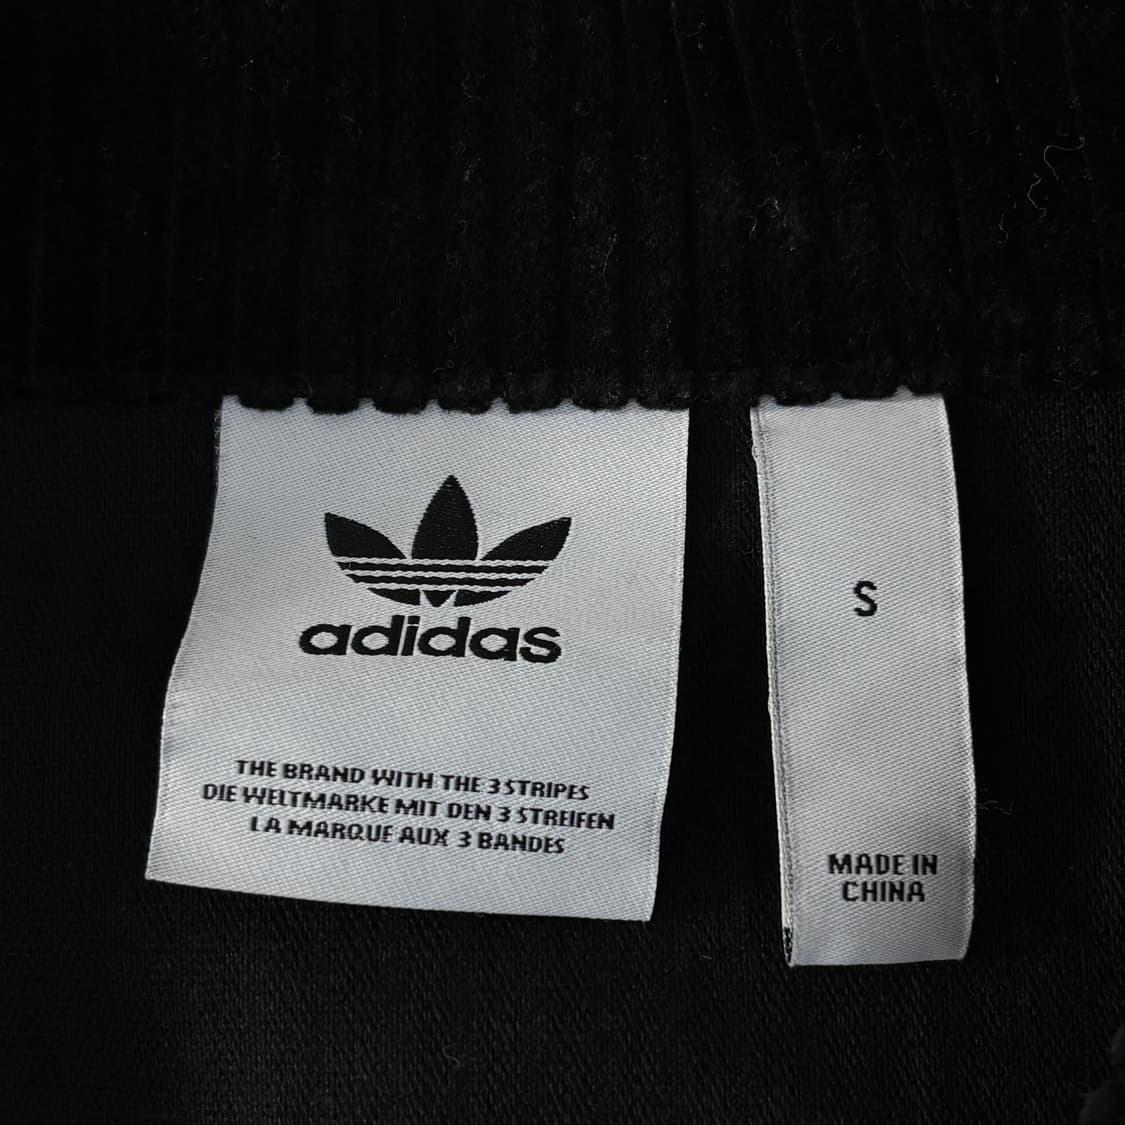 adidas
THE BRAND WITH THE 3 STRIPES
DIE WELTMARKE MIT DEN 3 STREIFEN
LA MARQUE AUX 3 BANDES
S
MADE IN
CHINA